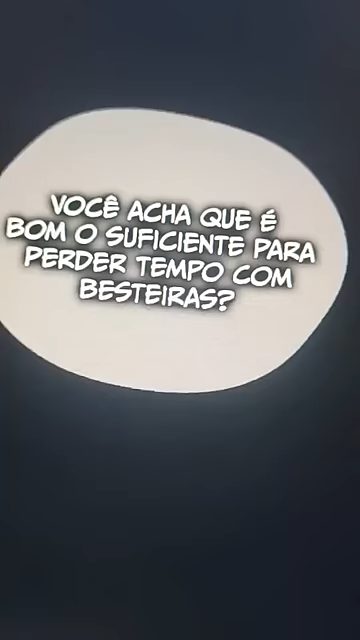 VOCÊ ACHA QUE É
BOM O SUFICIENTE PARA
PERDER TEMPO COM
BESTEIRAS?